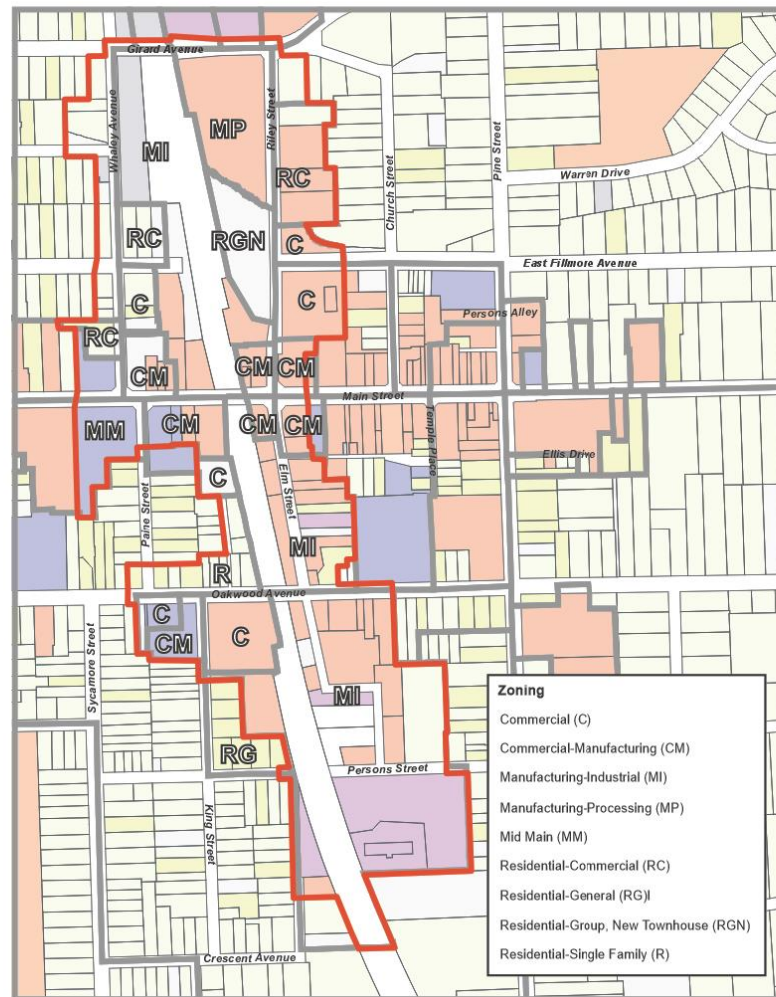 Girard Avenue
Whaley Avenue
Riley Street
MP
MI
Pine Street
Church Street
Warren Drive
RC
RC
RGN
C
East Fillmore Avenue
C
C
Persons Alley
RC
CM
CM
CM
Main Street
MM
CM
CM
CM
Temple Place
Ellis Drive
C
Elm Street
Paine Street
MI
R
Oakwood Avenue
C
C
CM
Sycamore Street
MI
RG
Persons Street
King Street
Crescent Avenue
Zoning
Commercial (C)
Commercial-Manufacturing (CM)
Manufacturing-Industrial (MI)
Manufacturing-Processing (MP)
Mid Main (MM)
Residential-Commercial (RC)
Residential-General (RG)l
Residential-Group, New Townhouse (RGN)
Residential-Single Family (R)